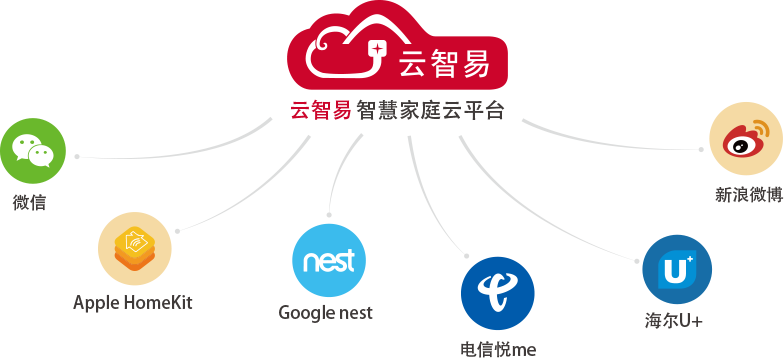 云智易
云智易 智慧家庭云平台
微信
Apple HomeKit
nest
Google nest
电信悦me
U+
海尔U+
新浪微博